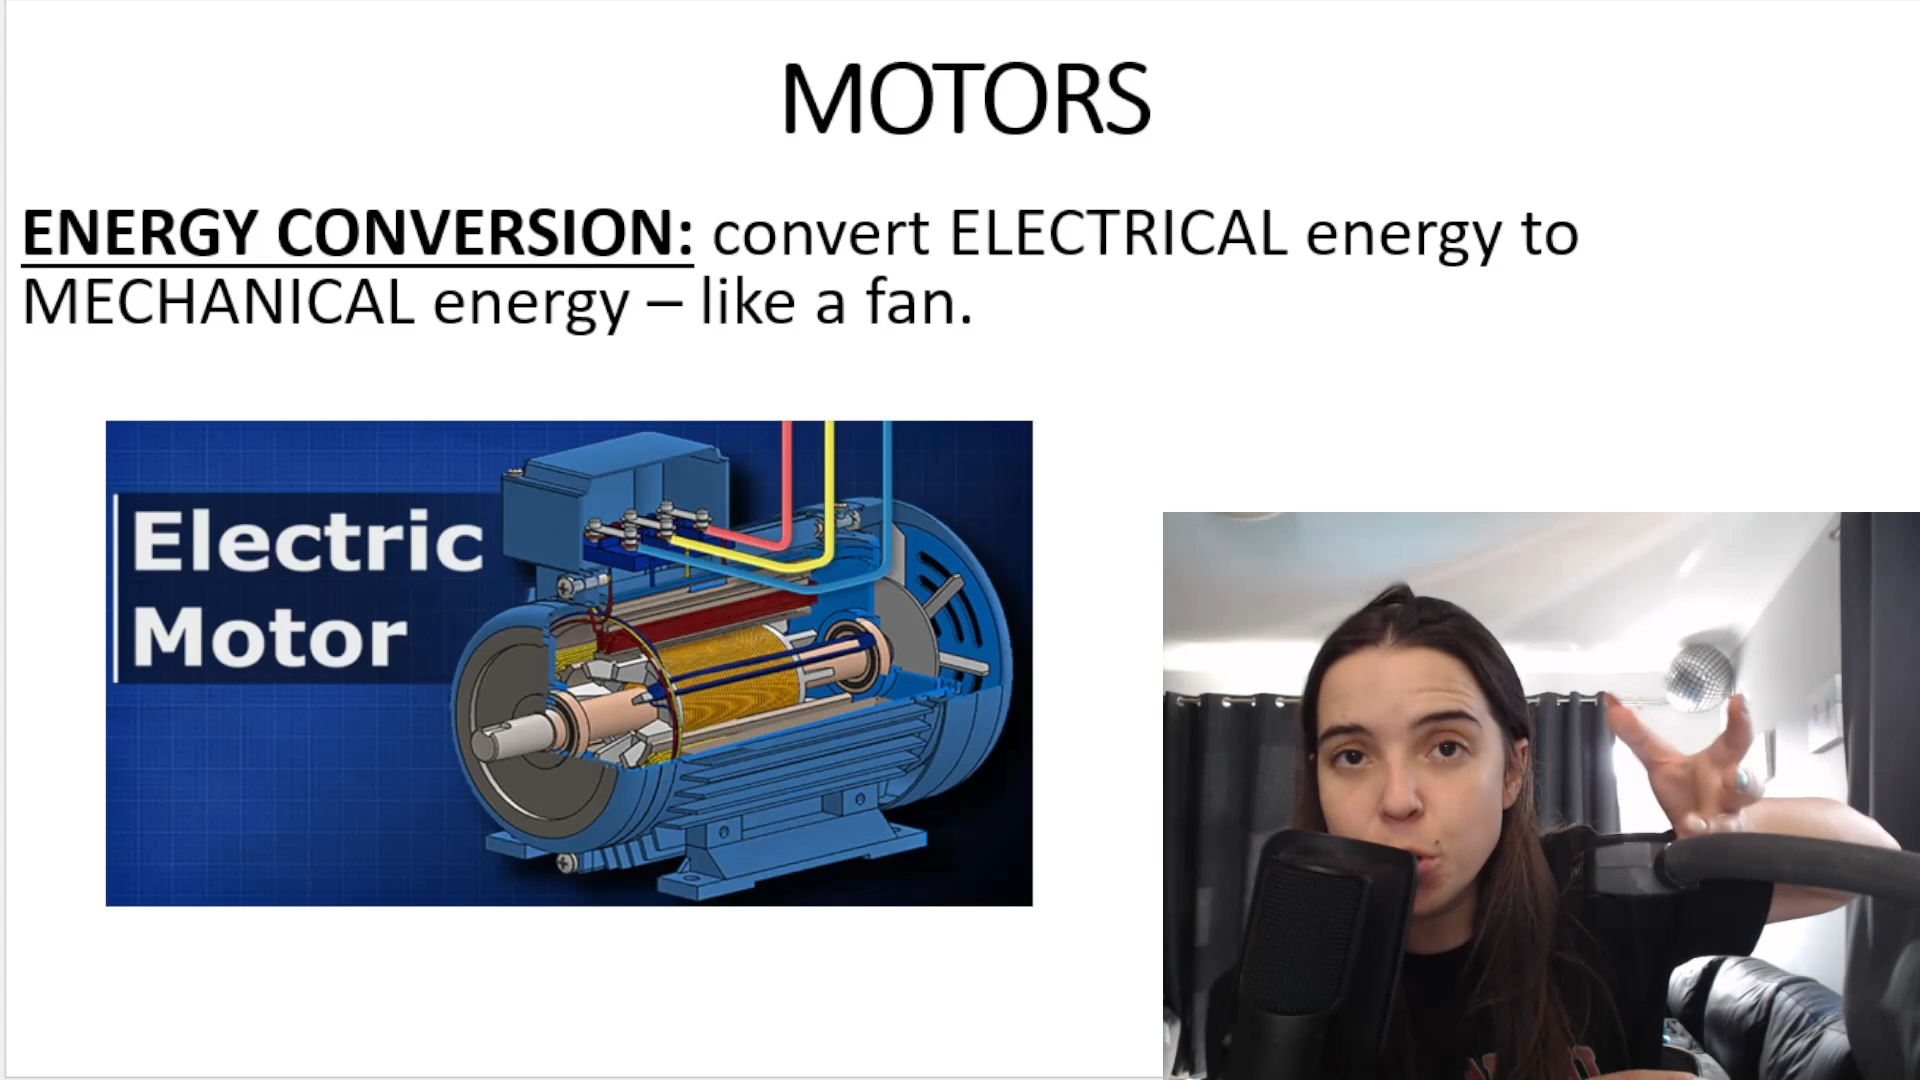 MOTORS
ENERGY CONVERSION: convert ELECTRICAL energy to
MECHANICAL energy – like a fan.
Electric
Motor